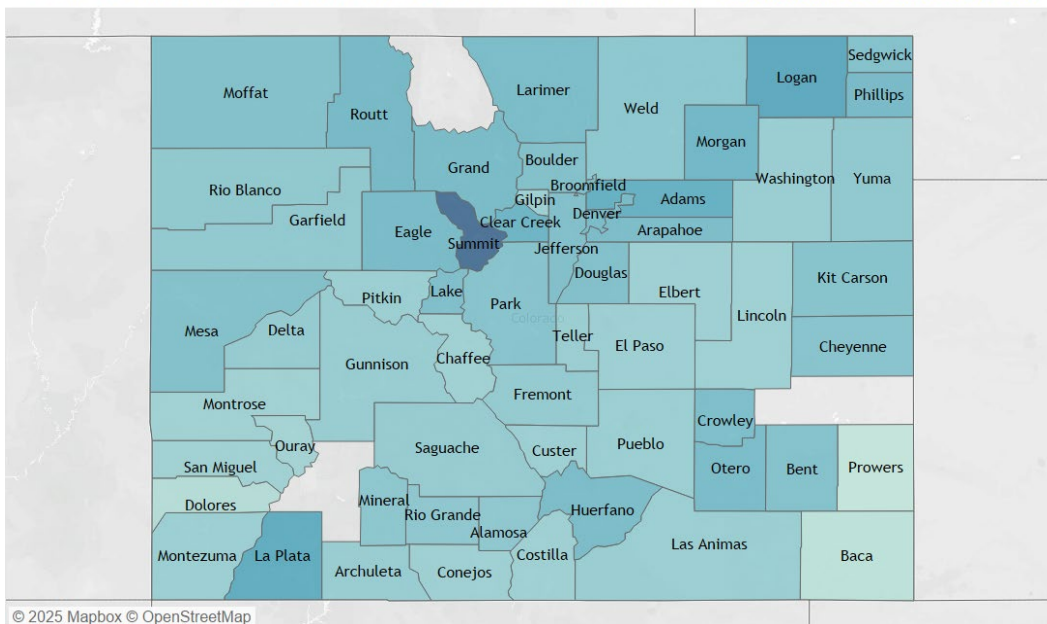 Sedgwick
Logan
Moffat
Larimer
Phillips
Weld
Routt
Morgan
Grand
Boulder
Washington
Yuma
Rio Blanco
Broomfield
Gilpin
Adams
Denver
Garfield
Clear Creek
Eagle
Arapahoe
Summit
Jefferson
Douglas
Kit Carson
Lake
Elbert
Pitkin
Park
Lincoln
Colorado
Mesa
Delta
Teller
El Paso
Cheyenne
Chaffee
Gunnison
Fremont
Montrose
Crowley
Ouray
Saguache
Custer
Pueblo
San Miguel
Otero
Bent
Prowers
Dolores
Mineral
Huerfano
Rio Grande
Alamosa
Las Animas
Montezuma
La Plata
Costilla
Baca
Archuleta
Conejos
© 2025 Mapbox © OpenStreetMap